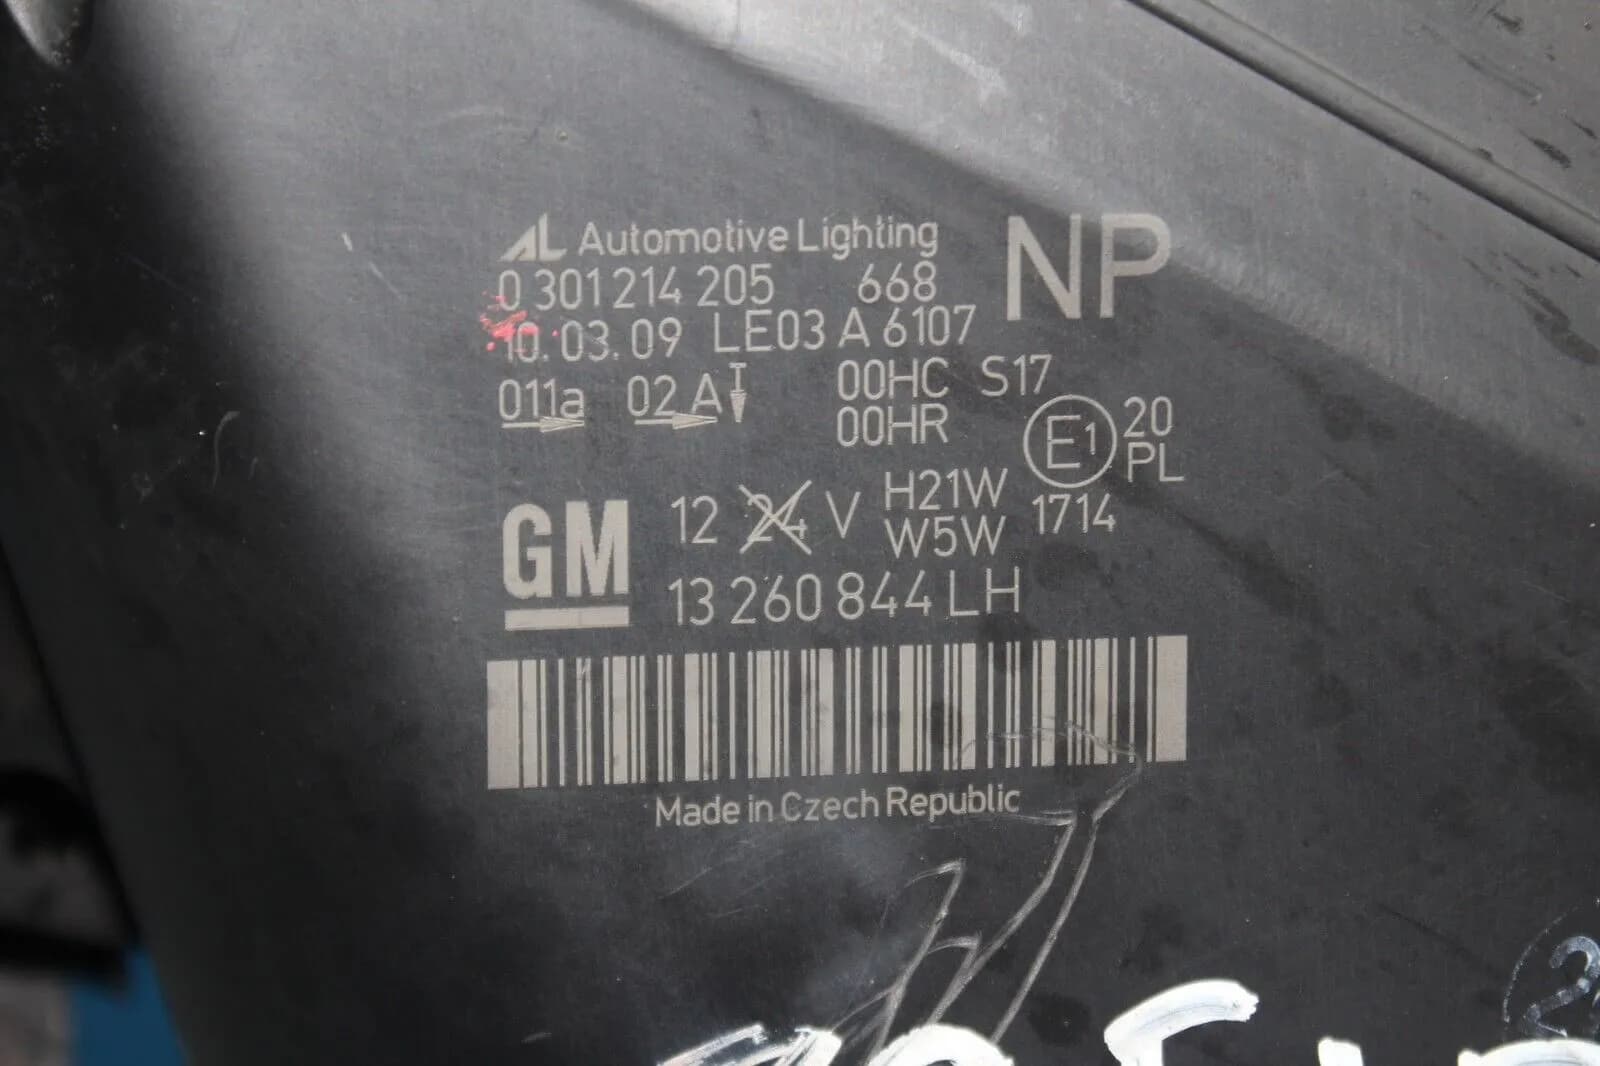 AL Automotive Lighting NP
0 301 214 205 668
10.03.09 LE03 A 6107
011a 02 A T 00HC S17
00HR E1 20
PL
GM 12 24 V H21W 1714
W5W
13 260 844 LH
Made in Czech Republic